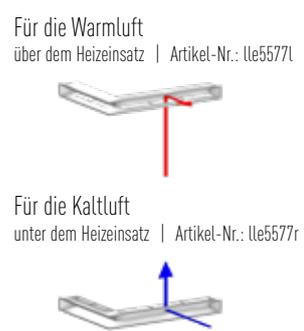 Für die Warmluft
über dem Heizeinsatz | Artikel-Nr.: lle5577l
Für die Kaltluft
unter dem Heizeinsatz | Artikel-Nr.: lle5577r